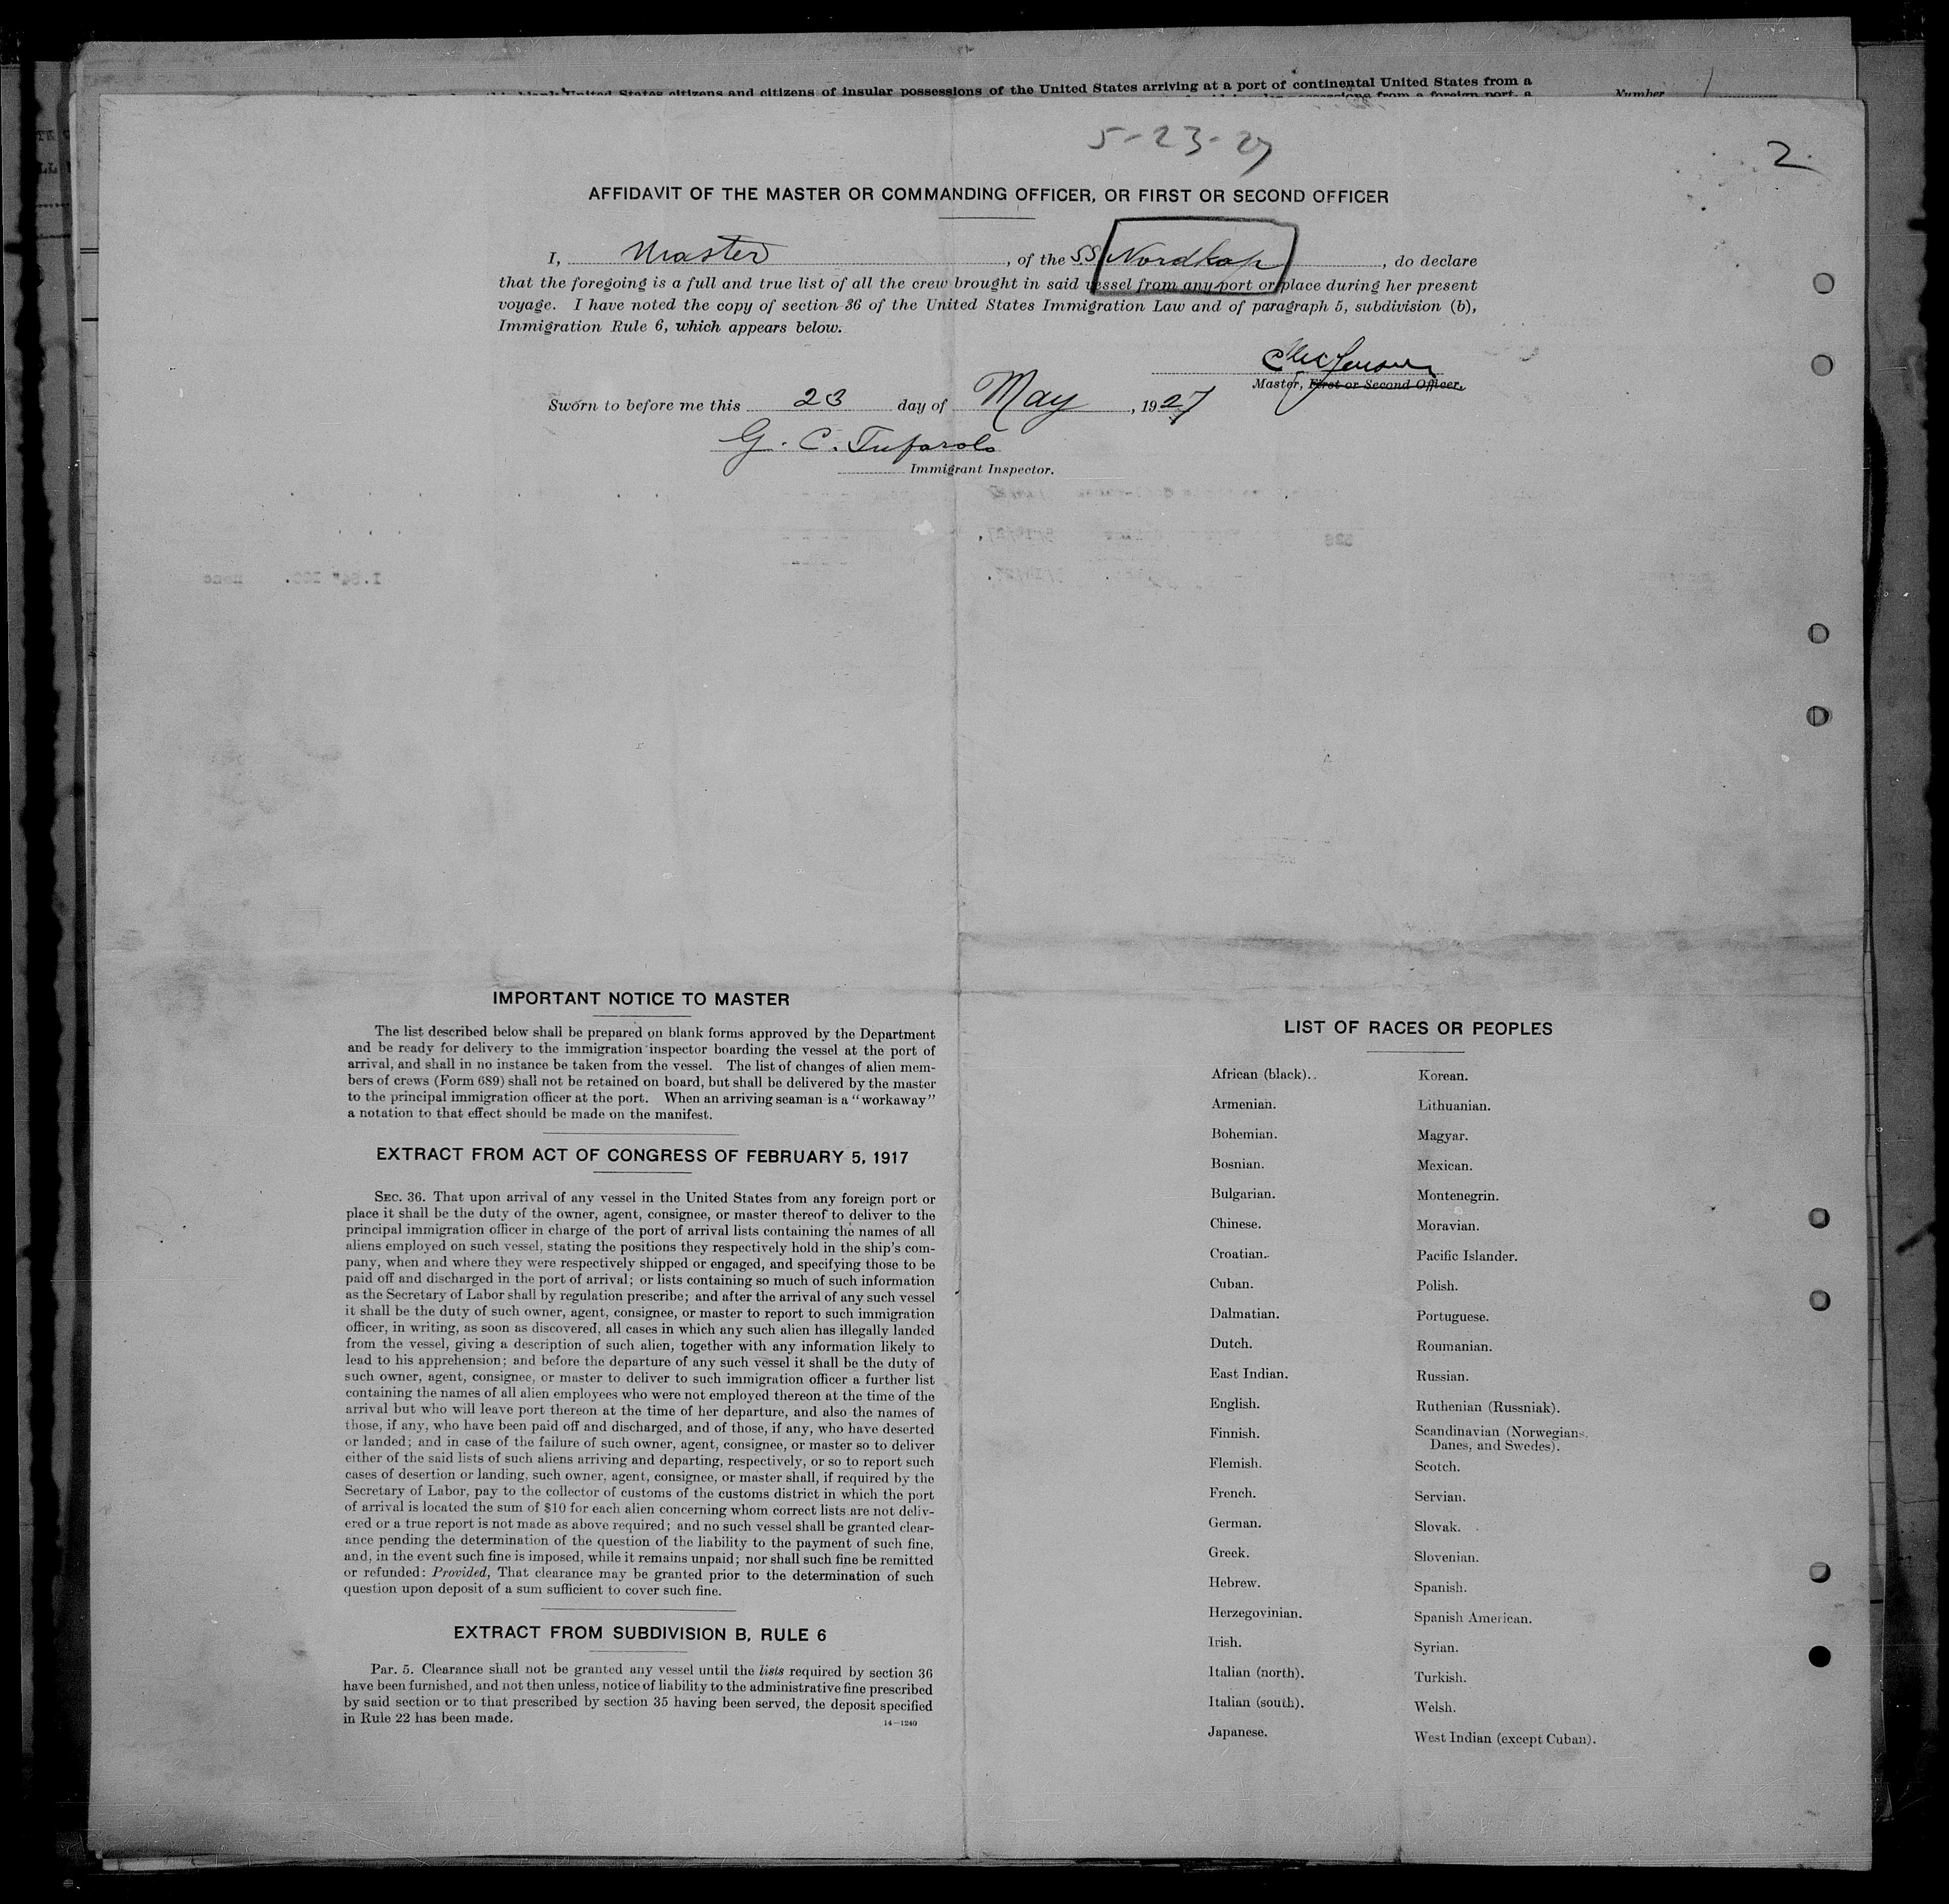 United States citizens and citizens of insular possessions of the United States arriving at a port of continental United States from a
Number
5-23-27
2
AFFIDAVIT OF THE MASTER OR COMMANDING OFFICER, OR FIRST OR SECOND OFFICER
I, Master, of the S.S. Nordkap, do declare
that the foregoing is a full and true list of all the crew brought in said vessel from any port or place during her present
voyage. I have noted the copy of section 36 of the United States Immigration Law and of paragraph 5, subdivision (b),
Immigration Rule 6, which appears below.
Master, First or Second Officer.
Sworn to before me this 23 day of May, 1927
G. C. Tufarolo
Immigrant Inspector.
IMPORTANT NOTICE TO MASTER
The list described below shall be prepared on blank forms approved by the Department
and be ready for delivery to the immigration inspector boarding the vessel at the port of
arrival, and shall in no instance be taken from the vessel. The list of changes of alien mem-
bers of crews (Form 689) shall not be retained on board, but shall be delivered by the master
to the principal immigration officer at the port. When an arriving seaman is a "workaway"
a notation to that effect should be made on the manifest.
EXTRACT FROM ACT OF CONGRESS OF FEBRUARY 5, 1917
SEC. 36. That upon arrival of any vessel in the United States from any foreign port or
place it shall be the duty of the owner, agent, consignee, or master thereof to deliver to the
principal immigration officer in charge of the port of arrival lists containing the names of all
aliens employed on such vessel, stating the positions they respectively hold in the ship's com-
pany, when and where they were respectively shipped or engaged, and specifying those to be
paid off and discharged in the port of arrival; or lists containing so much of such information
as the Secretary of Labor shall by regulation prescribe; and after the arrival of any such vessel
it shall be the duty of such owner, agent, consignee, or master to report to such immigration
officer, in writing, as soon as discovered, all cases in which any such alien has illegally landed
from the vessel, giving a description of such alien, together with any information likely to
lead to his apprehension; and before the departure of any such vessel it shall be the duty of
such owner, agent, consignee, or master to deliver to such immigration officer a further list
containing the names of all alien employees who were not employed thereon at the time of the
arrival but who will leave port thereon at the time of her departure, and also the names of
those, if any, who have been paid off and discharged, and of those, if any, who have deserted
or landed; and in case of the failure of such owner, agent, consignee, or master so to deliver
either of the said lists of such aliens arriving and departing, respectively, or so to report such
cases of desertion or landing, such owner, agent, consignee, or master shall, if required by the
Secretary of Labor, pay to the collector of customs of the customs district in which the port
of arrival is located the sum of $10 for each alien concerning whom correct lists are not deliv-
ered or a true report is not made as above required; and no such vessel shall be granted clear-
ance pending the determination of the question of the liability to the payment of such fine,
and, in the event such fine is imposed, while it remains unpaid; nor shall such fine be remitted
or refunded: Provided, That clearance may be granted prior to the determination of such
question upon deposit of a sum sufficient to cover such fine.
EXTRACT FROM SUBDIVISION B, RULE 6
Par. 5. Clearance shall not be granted any vessel until the lists required by section 36
have been furnished, and not then unless, notice of liability to the administrative fine prescribed
by said section or to that prescribed by section 35 having been served, the deposit specified
in Rule 22 has been made.
14—1240
LIST OF RACES OR PEOPLES
African (black).
Armenian.
Bohemian.
Bosnian.
Bulgarian.
Chinese.
Croatian.
Cuban.
Dalmatian.
Dutch.
East Indian.
English.
Finnish.
Flemish.
French.
German.
Greek.
Hebrew.
Herzegovinian.
Irish.
Italian (north).
Italian (south).
Japanese.
Korean.
Lithuanian.
Magyar.
Mexican.
Montenegrin.
Moravian.
Pacific Islander.
Polish.
Portuguese.
Roumanian.
Russian.
Ruthenian (Russniak).
Scandinavian (Norwegians,
Danes, and Swedes).
Scotch.
Servian.
Slovak.
Slovenian.
Spanish.
Spanish American.
Syrian.
Turkish.
Welsh.
West Indian (except Cuban).